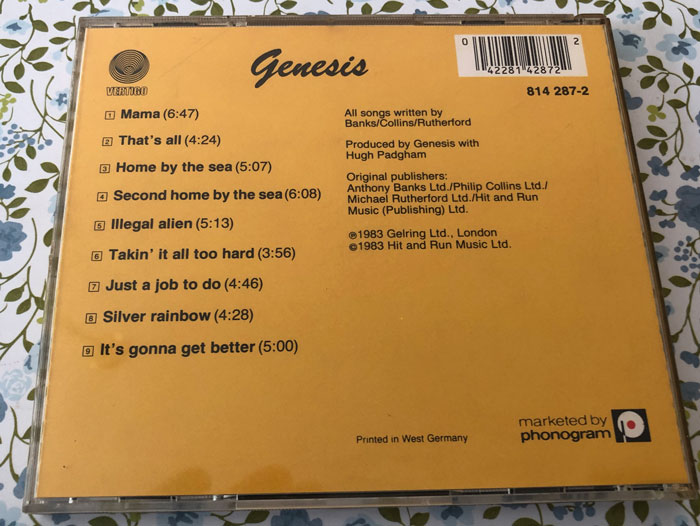 VERTIGO
Genesis
0 42281 42872 2
814 287-2
1 Mama (6:47)
2 That's all (4:24)
3 Home by the sea (5:07)
4 Second home by the sea (6:08)
5 Illegal alien (5:13)
6 Takin' it all too hard (3:56)
7 Just a job to do (4:46)
8 Silver rainbow (4:28)
9 It's gonna get better (5:00)
All songs written by
Banks/Collins/Rutherford
Produced by Genesis with
Hugh Padgham
Original publishers:
Anthony Banks Ltd./Philip Collins Ltd./
Michael Rutherford Ltd./Hit and Run
Music (Publishing) Ltd.
℗1983 Gelring Ltd., London
©1983 Hit and Run Music Ltd.
Printed in West Germany
marketed by
phonogram